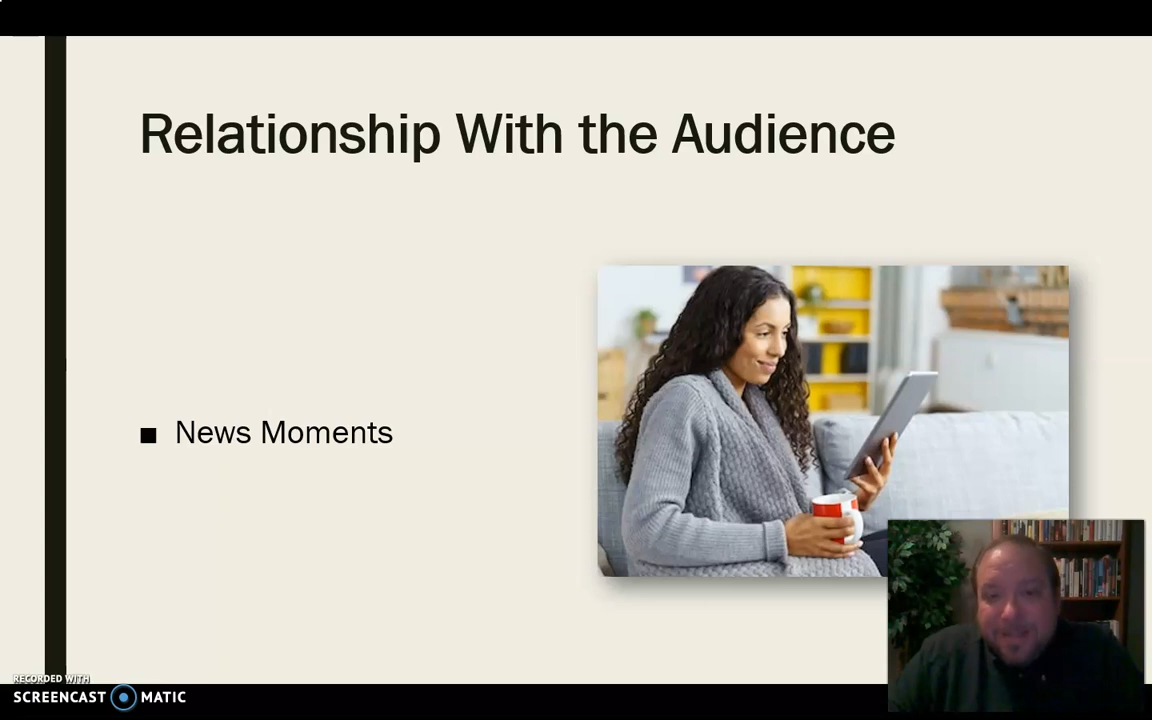 Relationship With the Audience
■ News Moments
RECORDED WITH
SCREENCAST MATIC